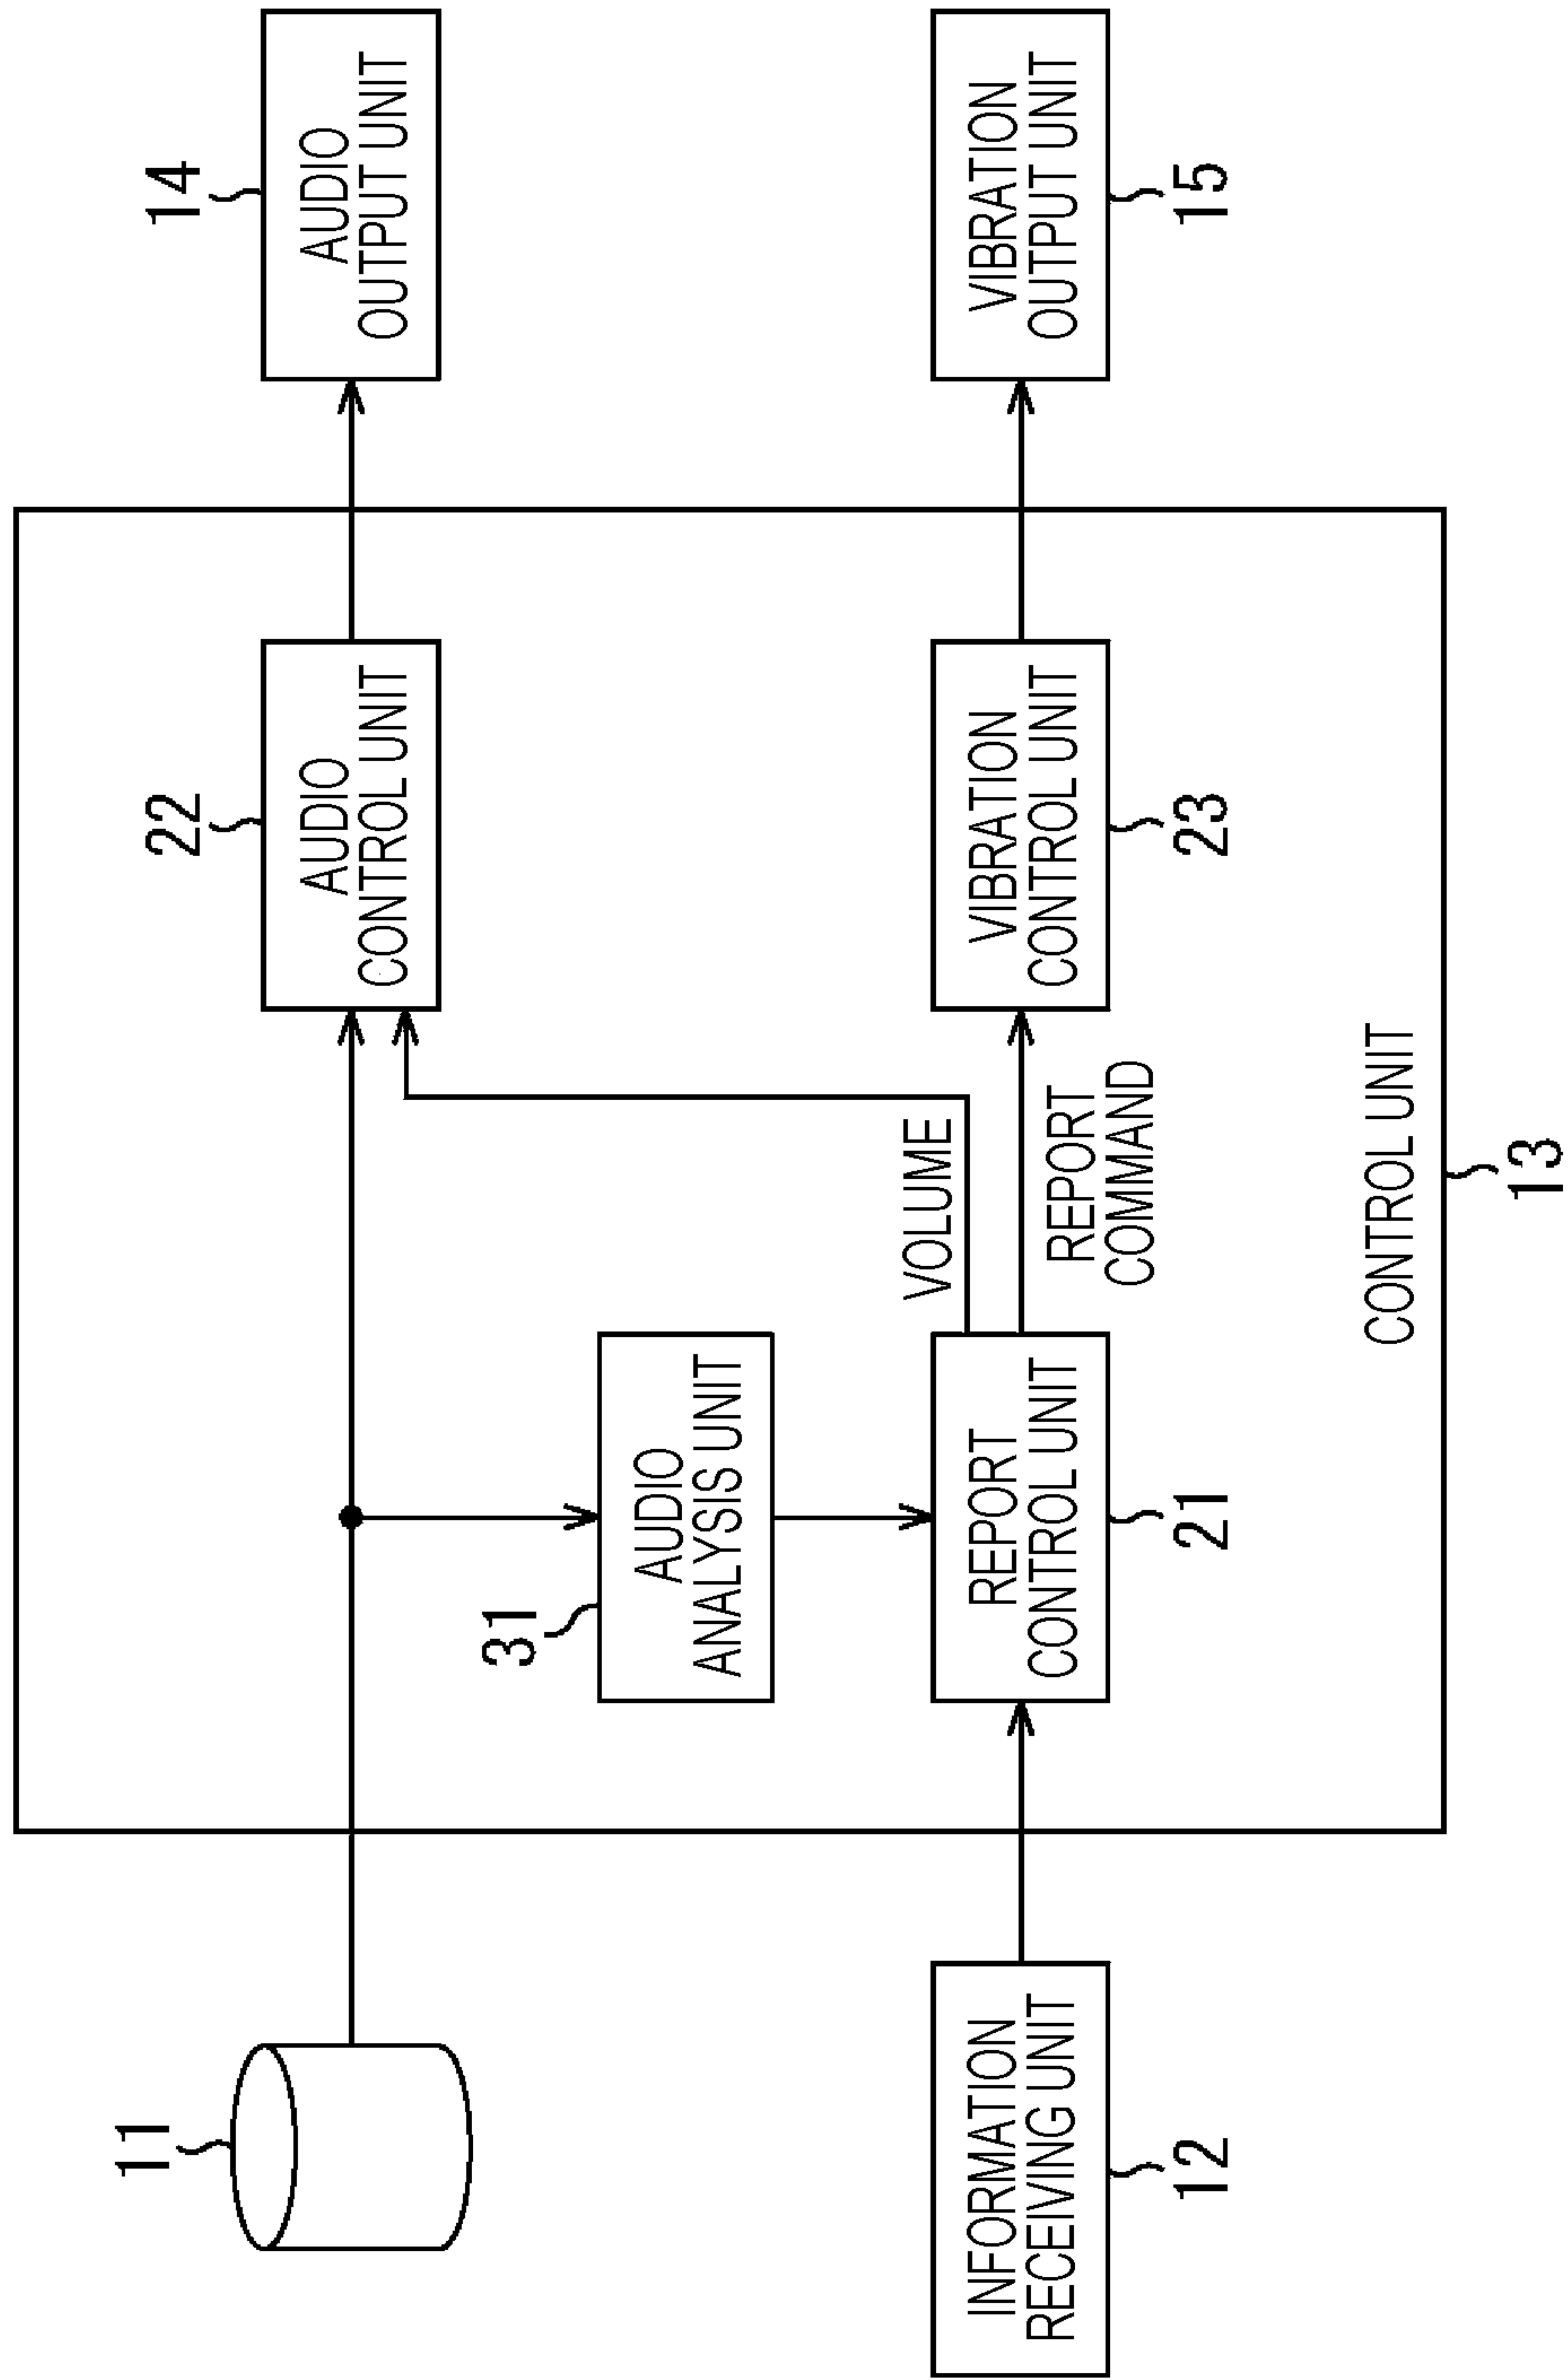 11
INFORMATION
RECEIVING UNIT
12
31
AUDIO
ANALYSIS UNIT
REPORT
CONTROL UNIT
21
VOLUME
REPORT
COMMAND
22
AUDIO
CONTROL UNIT
VIBRATION
CONTROL UNIT
23
CONTROL UNIT
13
14
AUDIO
OUTPUT UNIT
VIBRATION
OUTPUT UNIT
15